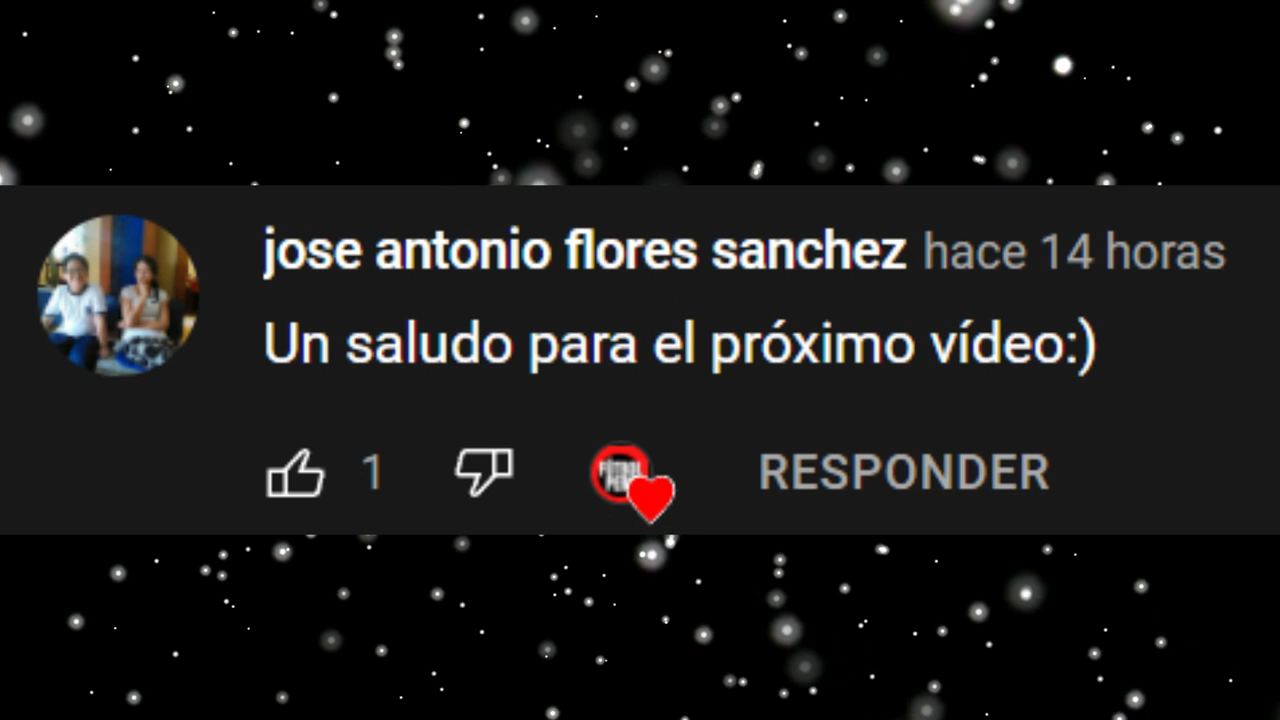 jose antonio flores sanchez hace 14 horas
Un saludo para el próximo vídeo:)
1 RESPONDER